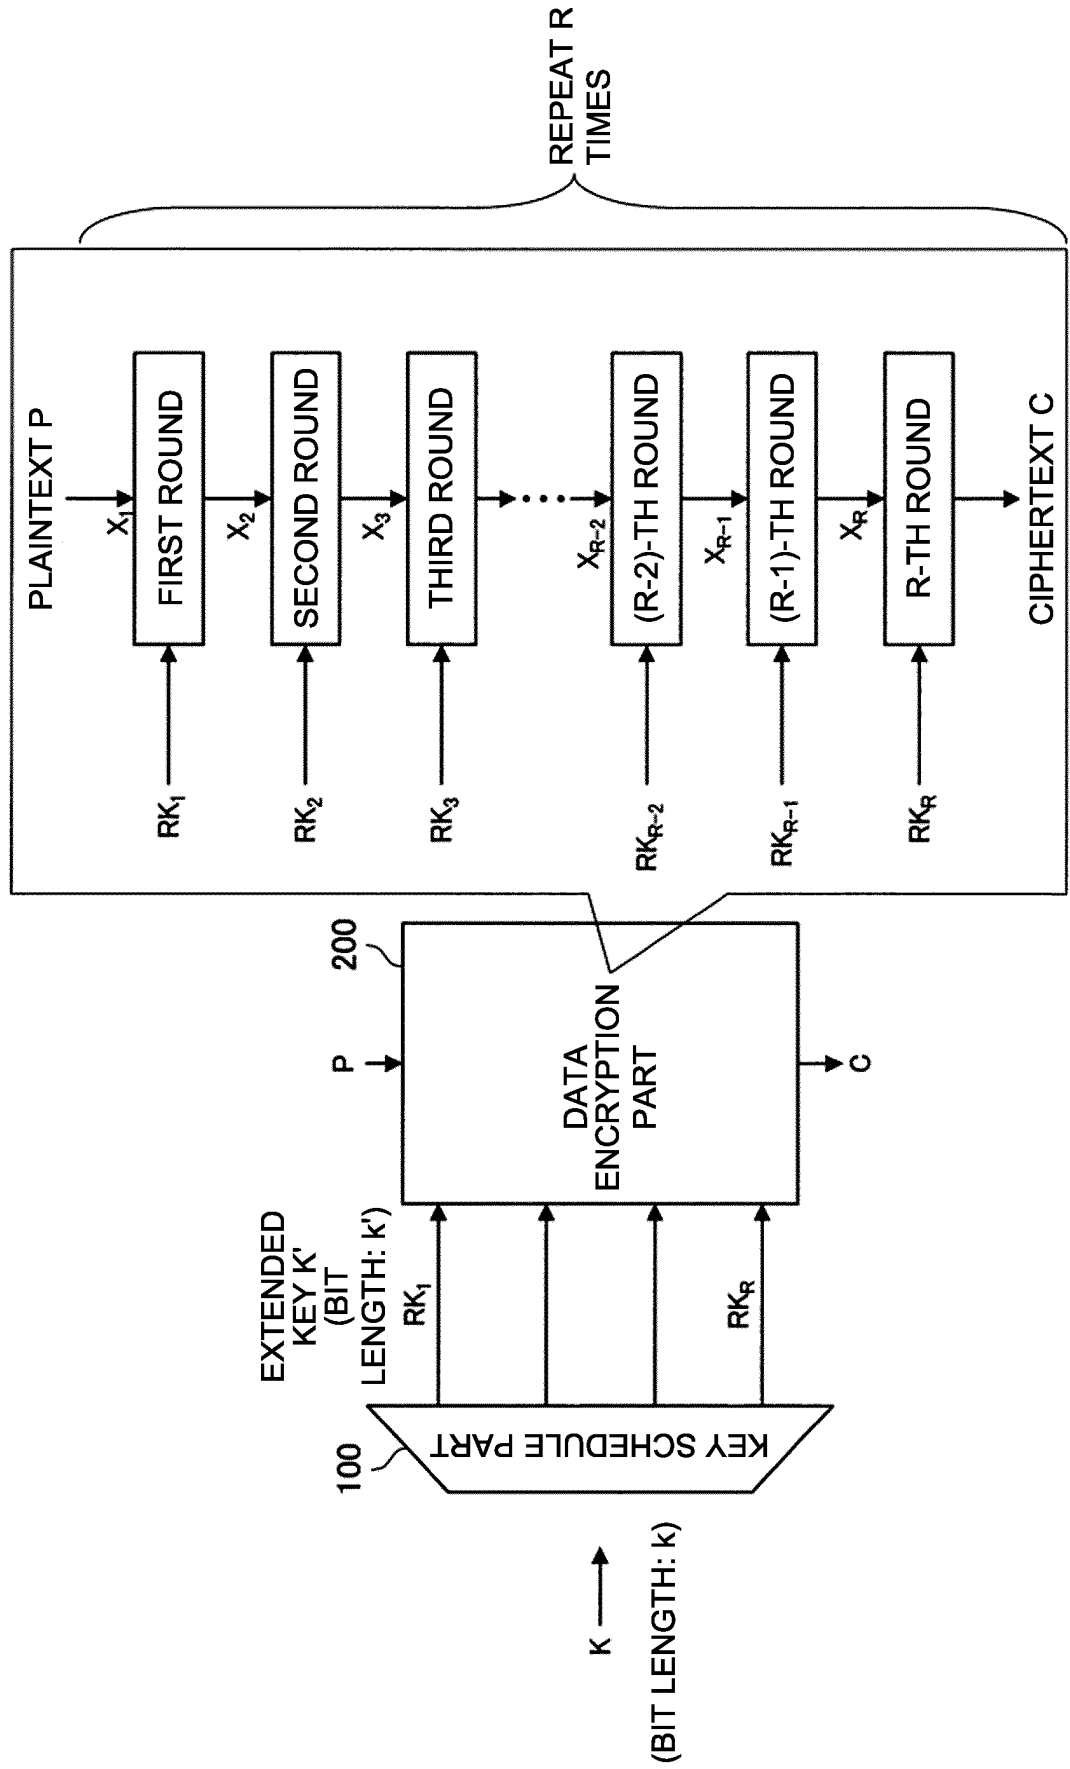 K
(BIT LENGTH: k)
100
KEY SCHEDULE PART
EXTENDED
KEY K'
(BIT
LENGTH: k')
RK1
RKR
P
200
DATA
ENCRYPTION
PART
C
PLAINTEXT P
RK1
X1
FIRST ROUND
RK2
X2
SECOND ROUND
RK3
X3
THIRD ROUND
RKR−2
XR−2
(R-2)-TH ROUND
RKR−1
XR−1
(R-1)-TH ROUND
RKR
XR
R-TH ROUND
CIPHERTEXT C
REPEAT R
TIMES